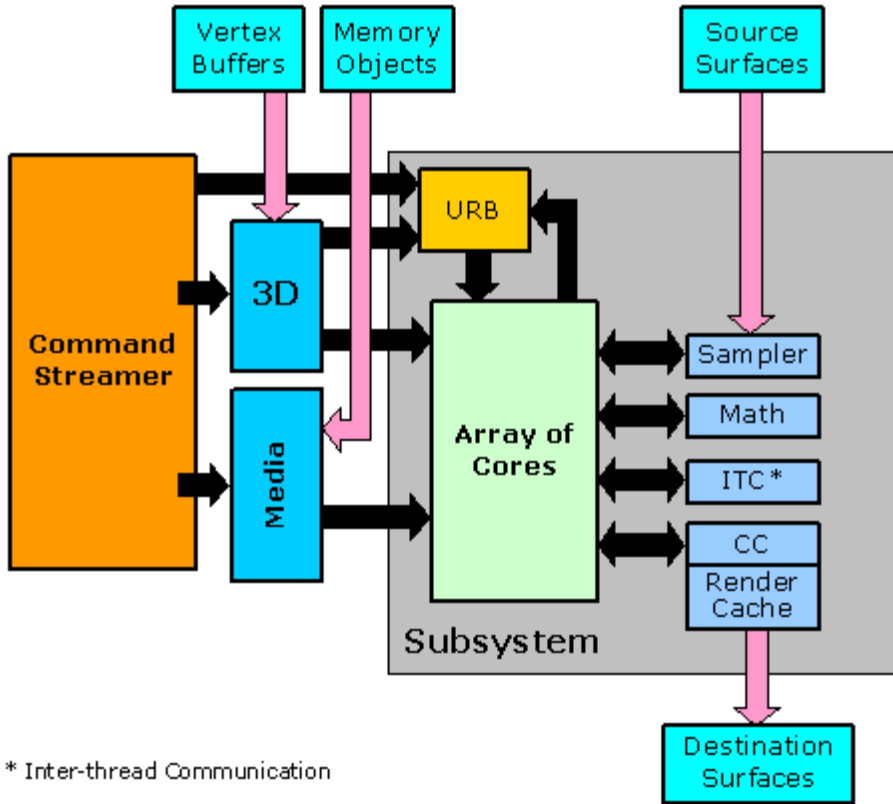 Vertex
Buffers
Memory
Objects
Source
Surfaces
URB
3D
Command
Streamer
Sampler
Math
Array of
Cores
Media
ITC *
CC
Render
Cache
Subsystem
Destination
Surfaces
* Inter-thread Communication